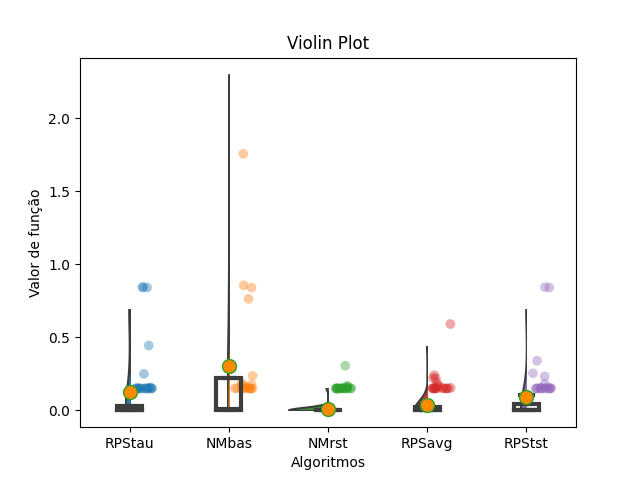 Violin Plot
Valor de função
2.0
1.5
1.0
0.5
0.0
RPStau NMbas NMrst RPSavg RPStst
Algoritmos